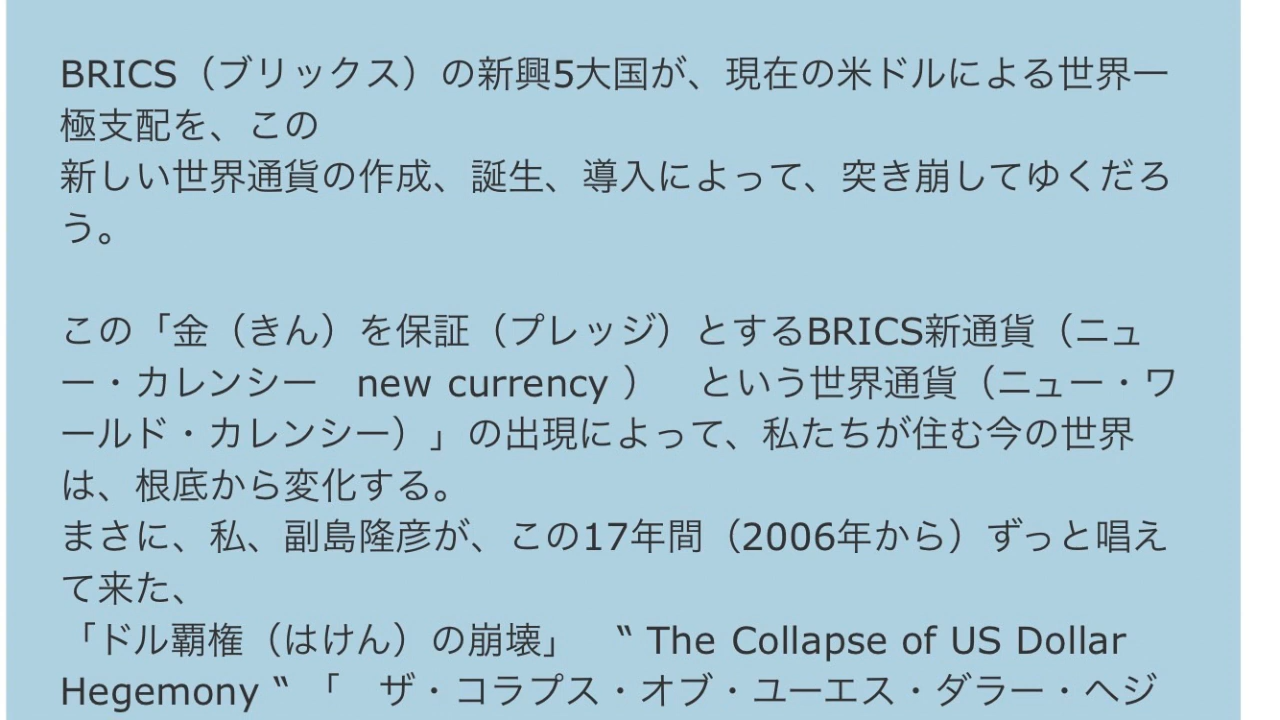 BRICS（ブリックス）の新興5大国が、現在の米ドルによる世界一
極支配を、この
新しい世界通貨の作成、誕生、導入によって、突き崩してゆくだろ
う。
この「金（きん）を保証（プレッジ）とするBRICS新通貨（ニュ
ー・カレンシー　new currency ）　という世界通貨（ニュー・ワ
ールド・カレンシー）」の出現によって、私たちが住む今の世界
は、根底から変化する。
まさに、私、副島隆彦が、この17年間（2006年から）ずっと唱え
て来た、
「ドル覇権（はけん）の崩壊」　‟ The Collapse of US Dollar
Hegemony ‟ 「　ザ・コラプス・オブ・ユーエス・ダラー・ヘジ